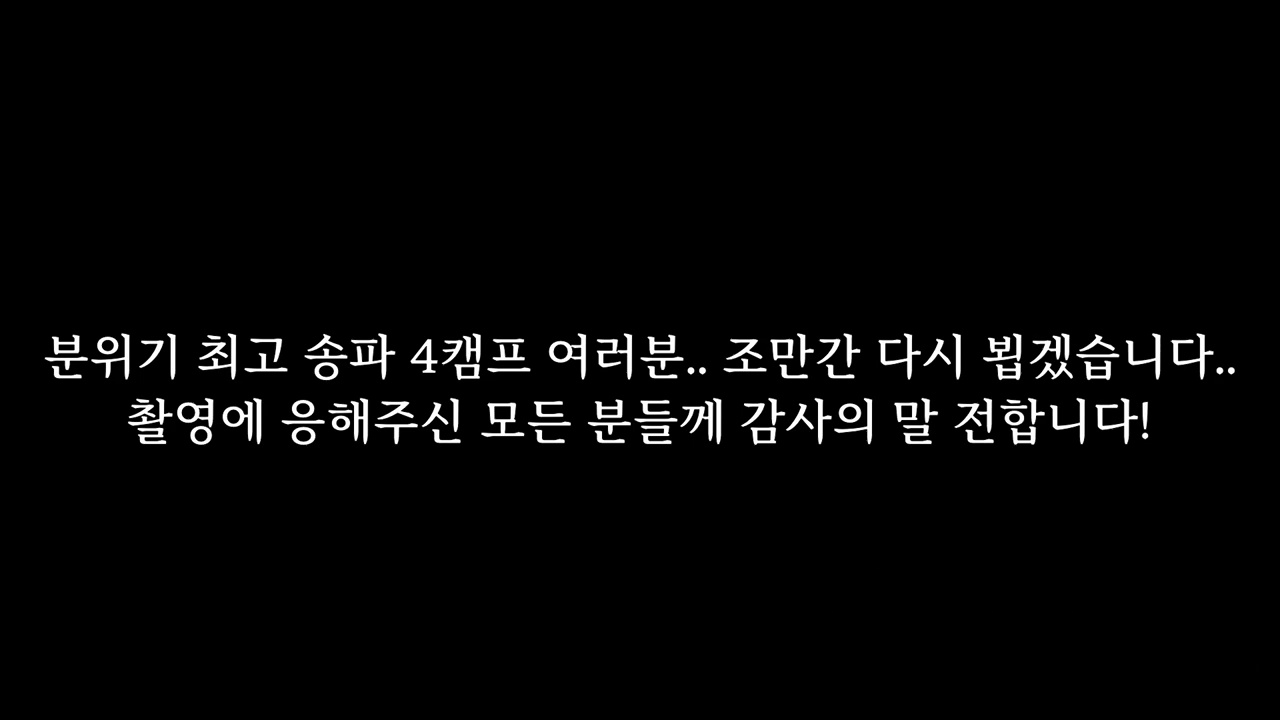 분위기 최고 송파 4캠프 여러분.. 조만간 다시 뵙겠습니다..
촬영에 응해주신 모든 분들께 감사의 말 전합니다!